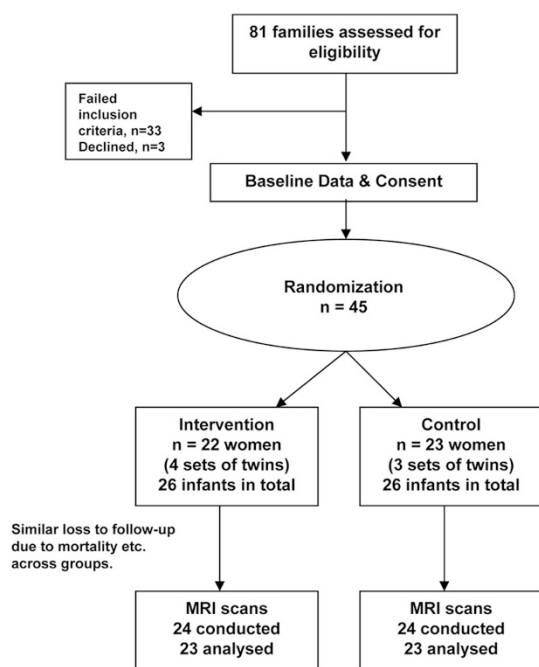 81 families assessed for
eligibility
Failed
inclusion
criteria, n=33
Declined, n=3
Baseline Data & Consent
Randomization
n = 45
Intervention
n = 22 women
(4 sets of twins)
26 infants in total
Control
n = 23 women
(3 sets of twins)
26 infants in total
Similar loss to follow-up
due to mortality etc.
across groups.
MRI scans
24 conducted
23 analysed
MRI scans
24 conducted
23 analysed